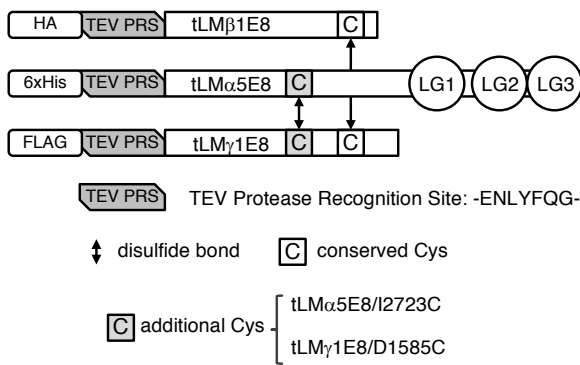 HA TEV PRS tLMβ1E8 C
6xHis TEV PRS tLMα5E8 C LG1 LG2 LG3
FLAG TEV PRS tLMγ1E8 C C
TEV PRS TEV Protease Recognition Site: -ENLYFQG-
disulfide bond C conserved Cys
C additional Cys
tLMα5E8/I2723C
tLMγ1E8/D1585C